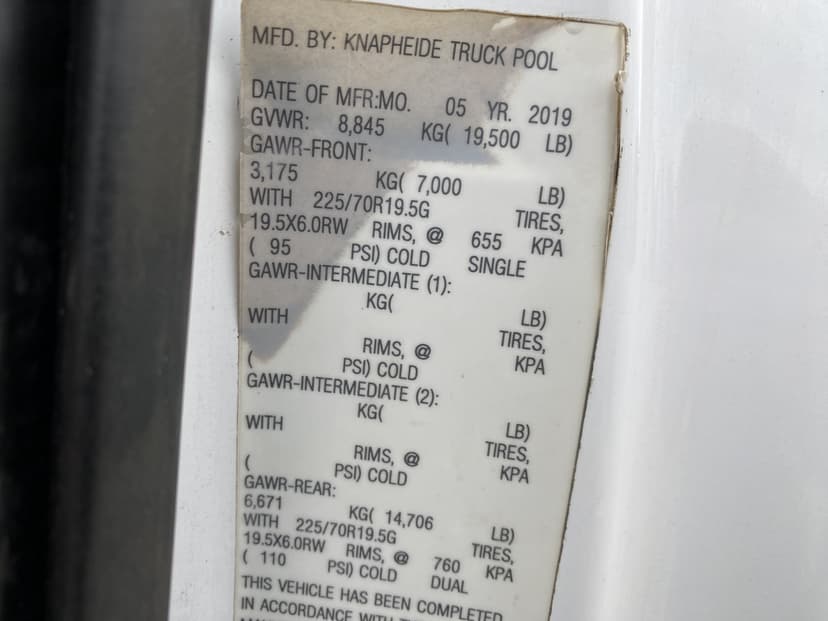 MFD. BY: KNAPHEIDE TRUCK POOL
DATE OF MFR:MO. 05 YR. 2019
GVWR: 8,845 KG( 19,500 LB)
GAWR-FRONT:
3,175 KG( 7,000 LB)
WITH 225/70R19.5G TIRES,
19.5X6.0RW RIMS, @ 655 KPA
( 95 PSI) COLD SINGLE
GAWR-INTERMEDIATE (1):
KG( LB)
WITH TIRES,
RIMS, @ KPA
( PSI) COLD
GAWR-INTERMEDIATE (2):
KG( LB)
WITH TIRES,
RIMS, @ KPA
( PSI) COLD
GAWR-REAR:
6,671 KG( 14,706 LB)
WITH 225/70R19.5G TIRES,
19.5X6.0RW RIMS, @ 760 KPA
( 110 PSI) COLD DUAL
THIS VEHICLE HAS BEEN COMPLETED
IN ACCORDANCE WITH